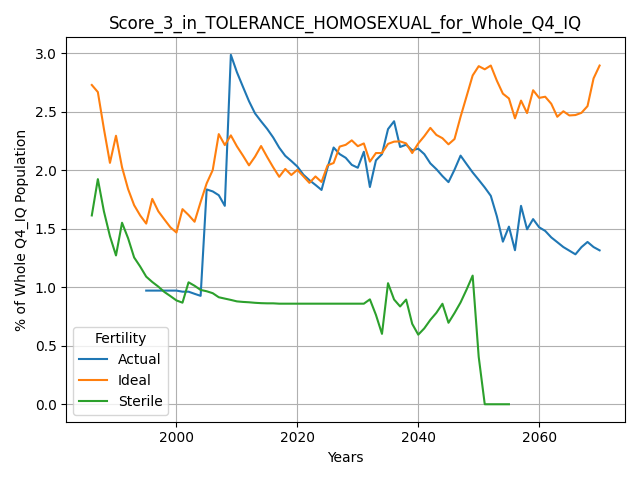 Score_3_in_TOLERANCE_HOMOSEXUAL_for_Whole_Q4_IQ
% of Whole Q4_IQ Population
3.0
2.5
2.0
1.5
1.0
0.5
0.0
Fertility
Actual
Ideal
Sterile
2000 2020 2040 2060
Years